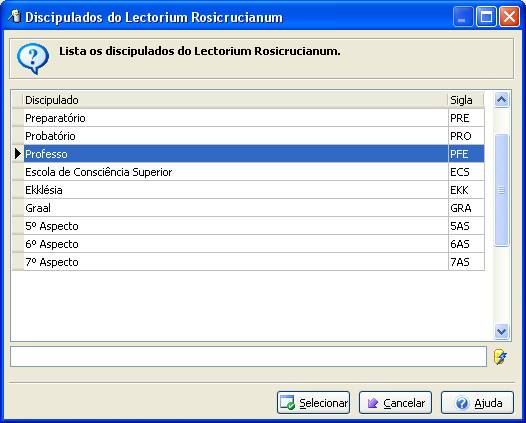 Discipulados do Lectorium Rosicrucianum
Lista os discipulados do Lectorium Rosicrucianum.
Discipulado Sigla
Preparatório PRE
Probatório PRO
Professo PFE
Escola de Consciência Superior ECS
Ekklésia EKK
Graal GRA
5º Aspecto 5AS
6º Aspecto 6AS
7º Aspecto 7AS
Selecionar Cancelar Ajuda